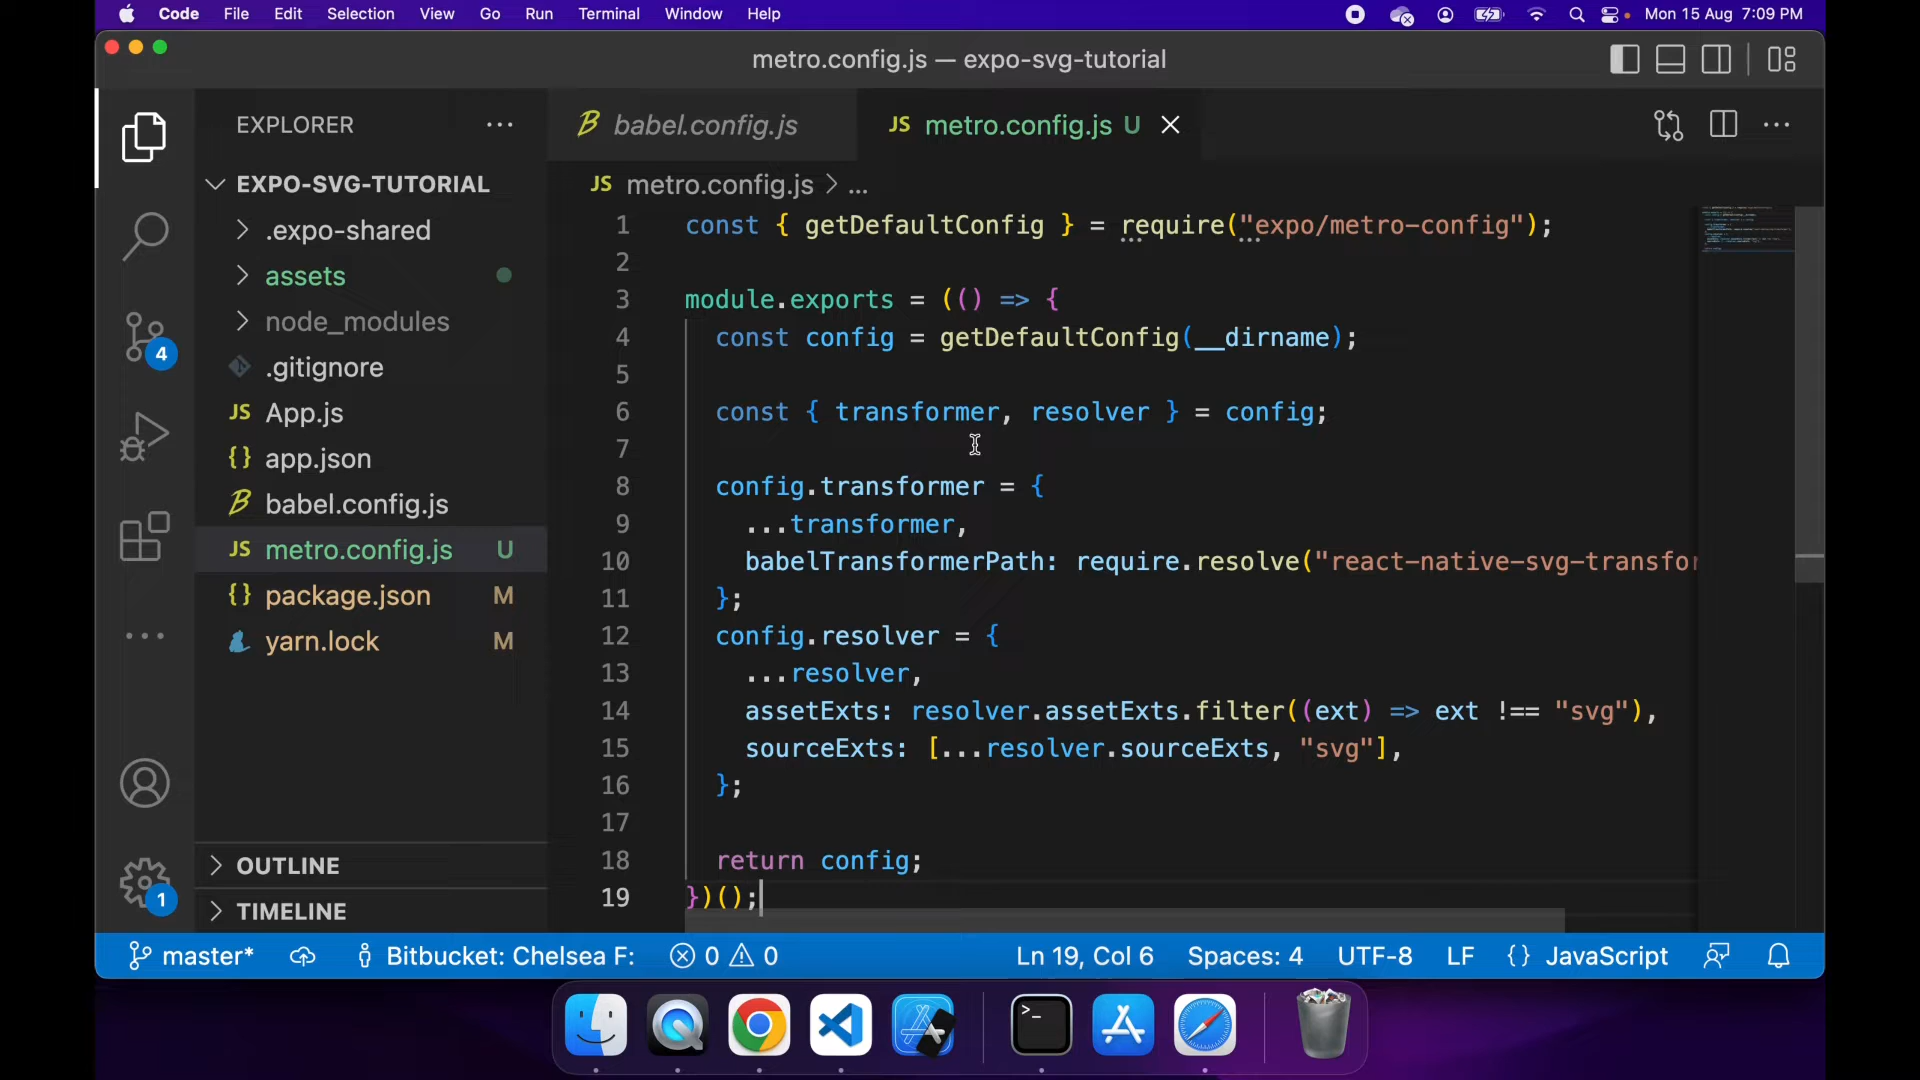 Code File Edit Selection View Go Run Terminal Window Help Mon 15 Aug 7:09 PM
metro.config.js — expo-svg-tutorial
EXPLORER
EXPO-SVG-TUTORIAL
.expo-shared
assets
node_modules
.gitignore
JS App.js
{} app.json
babel.config.js
JS metro.config.js U
{} package.json M
yarn.lock M
OUTLINE
TIMELINE
4
1
babel.config.js JS metro.config.js U
JS metro.config.js > ...
1 const { getDefaultConfig } = require("expo/metro-config");
2
3 module.exports = (() => {
4 const config = getDefaultConfig(__dirname);
5
6 const { transformer, resolver } = config;
7
8 config.transformer = {
9 ...transformer,
10 babelTransformerPath: require.resolve("react-native-svg-transfor
11 };
12 config.resolver = {
13 ...resolver,
14 assetExts: resolver.assetExts.filter((ext) => ext !== "svg"),
15 sourceExts: [...resolver.sourceExts, "svg"],
16 };
17
18 return config;
19 })();
master* Bitbucket: Chelsea F: 0 0 Ln 19, Col 6 Spaces: 4 UTF-8 LF {} JavaScript